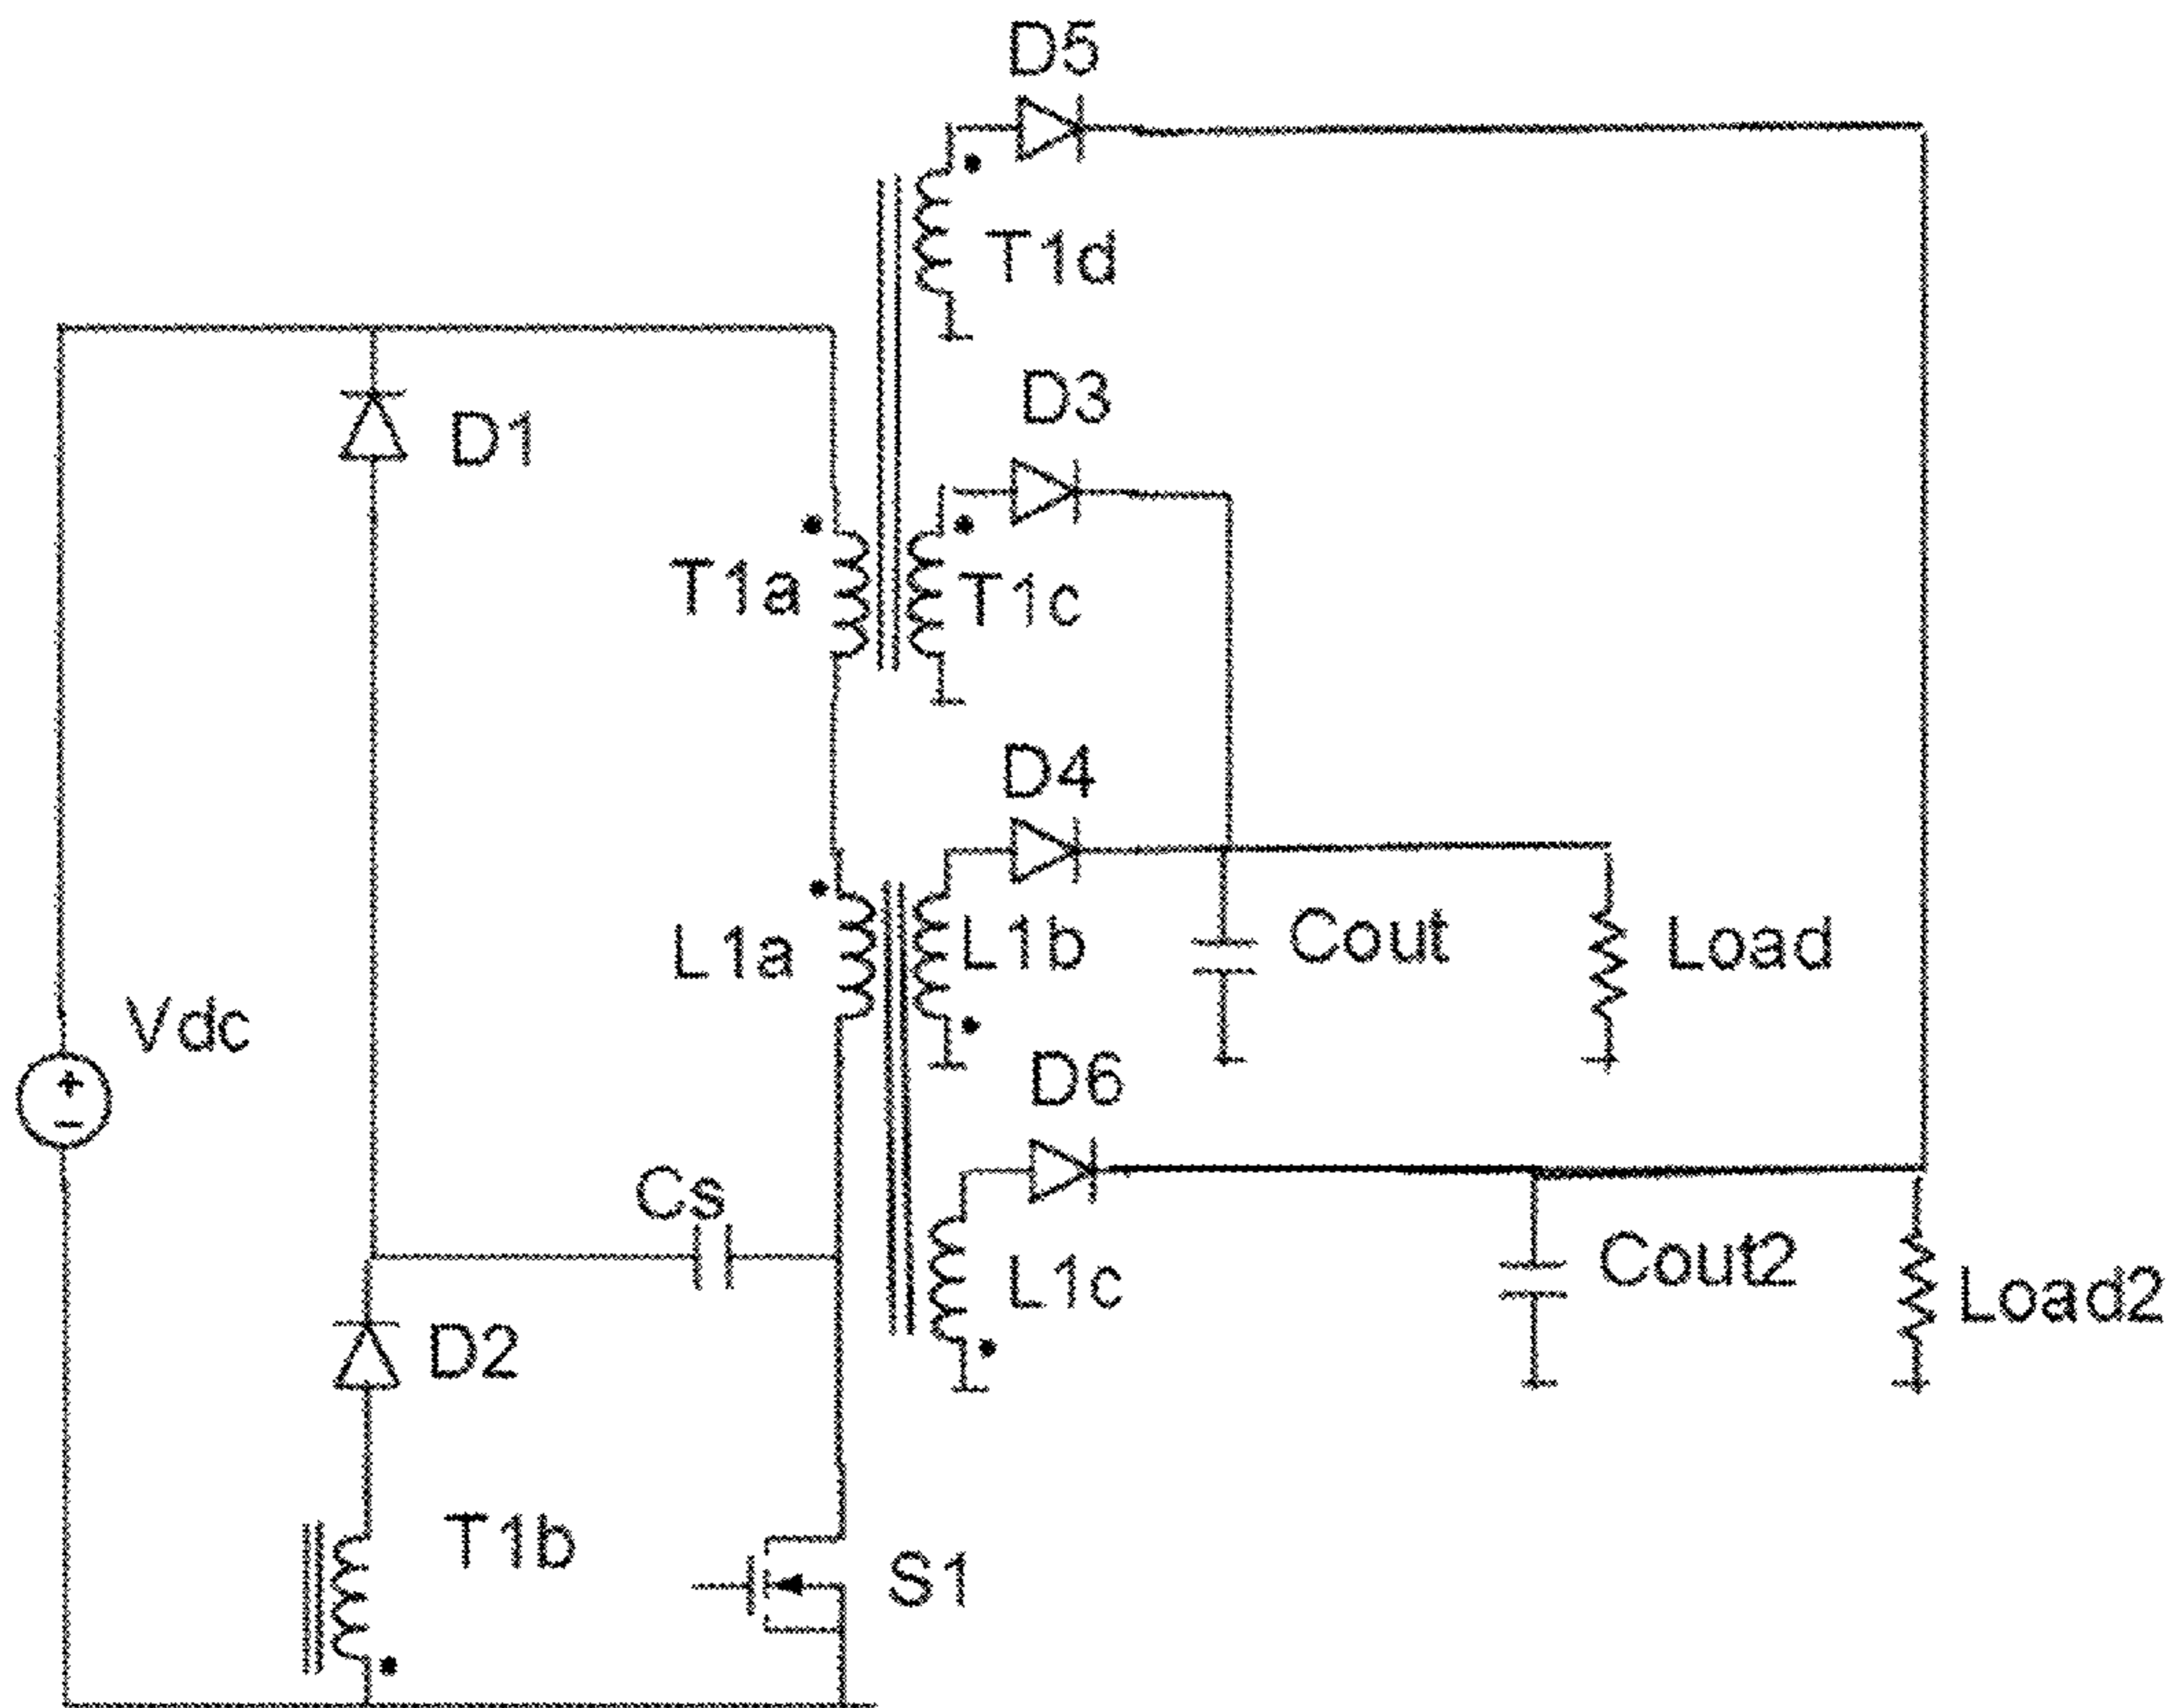 D5
T1d
D3
D1
T1a
T1c
D4
L1a
L1b
Cout
Load
Vdc
+
−
D6
Cs
L1c
Cout2
Load2
D2
T1b
S1